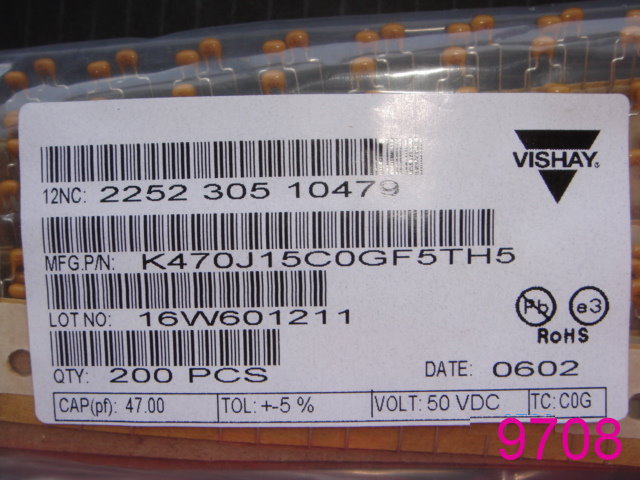 VISHAY®
12NC: 2252 305 10479
MFG.P/N: K470J15C0GF5TH5
LOT NO: 16W601211
Pb e3
RoHS
QTY: 200 PCS DATE: 0602
CAP(pf): 47.00 TOL: +-5 % VOLT: 50 VDC TC: C0G
9708